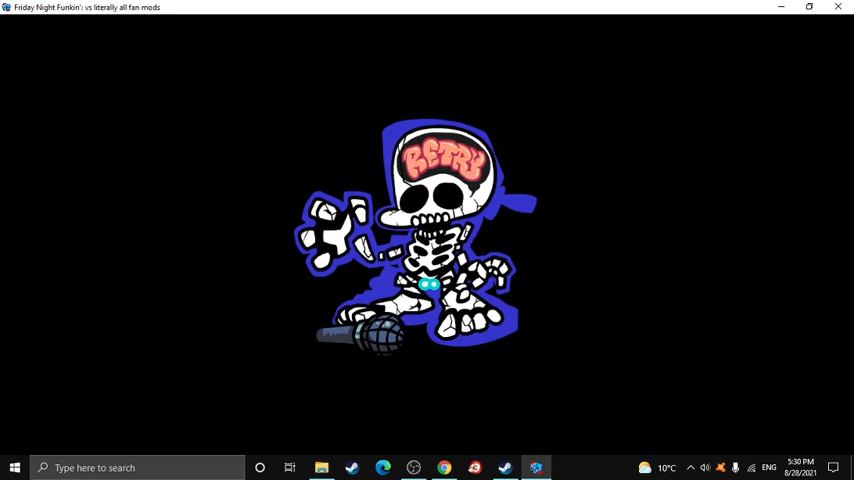 Friday Night Funkin': vs literally all fan mods
RETRY
Type here to search
10°C
ENG
5:30 PM
8/28/2021